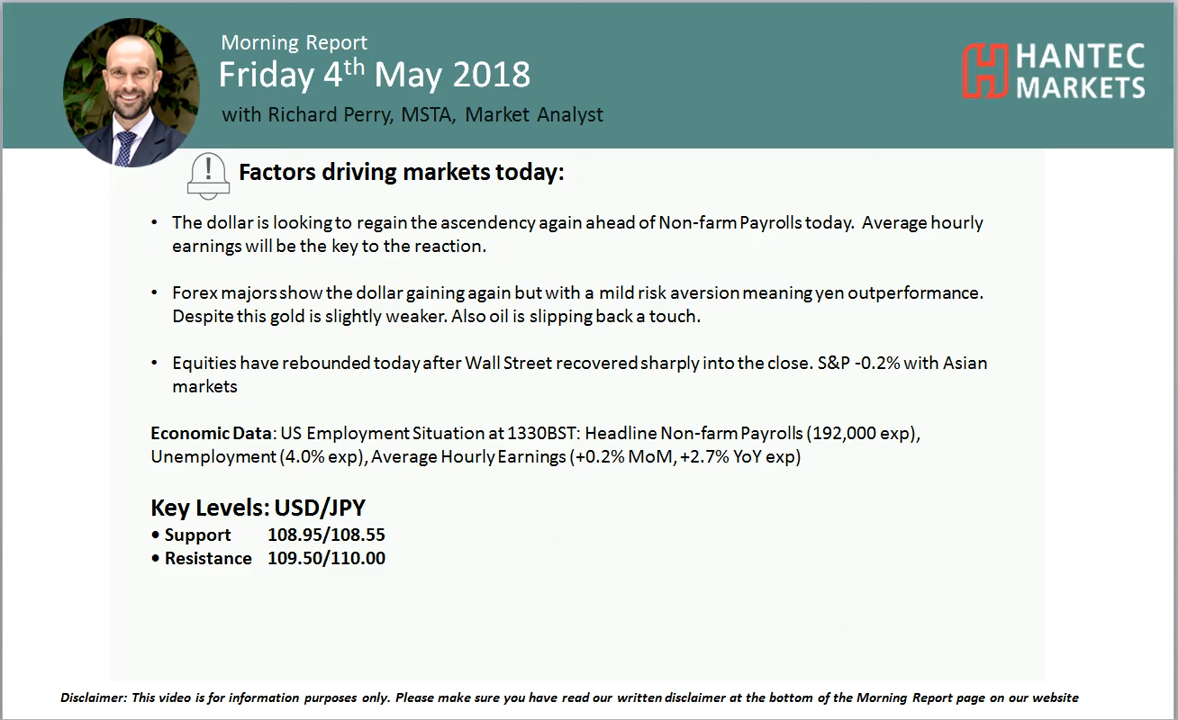 Morning Report
Friday 4th May 2018
with Richard Perry, MSTA, Market Analyst
HANTEC
MARKETS
! Factors driving markets today:
• The dollar is looking to regain the ascendency again ahead of Non-farm Payrolls today. Average hourly
earnings will be the key to the reaction.
• Forex majors show the dollar gaining again but with a mild risk aversion meaning yen outperformance.
Despite this gold is slightly weaker. Also oil is slipping back a touch.
• Equities have rebounded today after Wall Street recovered sharply into the close. S&P -0.2% with Asian
markets
Economic Data: US Employment Situation at 1330BST: Headline Non-farm Payrolls (192,000 exp),
Unemployment (4.0% exp), Average Hourly Earnings (+0.2% MoM, +2.7% YoY exp)
Key Levels: USD/JPY
• Support 108.95/108.55
• Resistance 109.50/110.00
Disclaimer: This video is for information purposes only. Please make sure you have read our written disclaimer at the bottom of the Morning Report page on our website